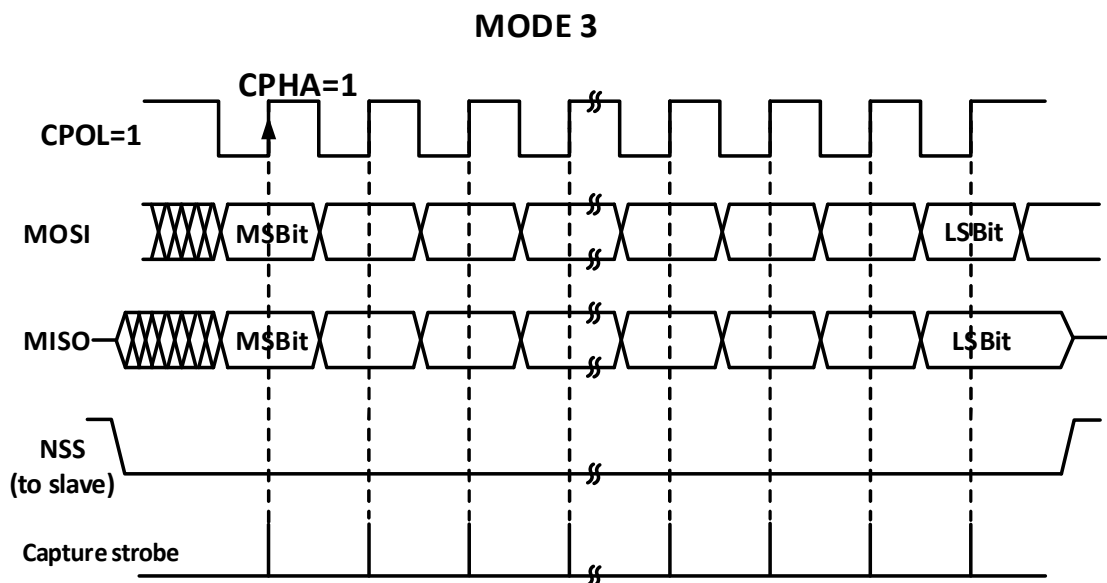 MODE 3
CPHA=1
CPOL=1
MOSI
MSBit
LSBit
MISO
MSBit
LSBit
NSS
(to slave)
Capture strobe